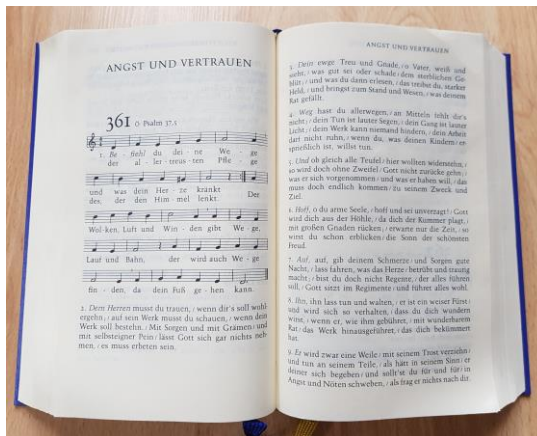 ANGST UND VERTRAUEN
361 Ö Psalm 37,5
1. Be - fiehl du dei - ne We - ge
der al - ler - treus - ten Pfle - ge
und was dein Her - ze kränkt
des, der den Him - mel lenkt. Der
Wol - ken, Luft und Win - den gibt We - ge,
Lauf und Bahn, der wird auch We - ge
fin - den, da dein Fuß ge - hen kann.
2. Dem Herren musst du trauen, / wenn dir's soll wohl-
ergehn; / auf sein Werk musst du schauen, / wenn dein
Werk soll bestehn. / Mit Sorgen und mit Grämen / und
mit selbsteigner Pein / lässt Gott sich gar nichts neh-
men, / es muss erbeten sein.
ANGST UND VERTRAUEN
3. Dein ewge Treu und Gnade, / o Vater, weiß und
sieht, / was gut sei oder schade / dem sterblichen Ge-
blüt; / und was du dann erlesen, / das treibst du, starker
Held, / und bringst zum Stand und Wesen, / was deinem
Rat gefällt.
4. Weg hast du allerwegen, / an Mitteln fehlt dir's
nicht; / dein Tun ist lauter Segen, / dein Gang ist lauter
Licht; / dein Werk kann niemand hindern, / dein Arbeit
darf nicht ruhn, / wenn du, was deinen Kindern / er-
sprießlich ist, willst tun.
5. Und ob gleich alle Teufel / hier wollten widerstehn, /
so wird doch ohne Zweifel / Gott nicht zurücke gehn; /
was er sich vorgenommen / und was er haben will, / das
muss doch endlich kommen / zu seinem Zweck und
Ziel.
6. Hoff, o du arme Seele, / hoff und sei unverzagt! / Gott
wird dich aus der Höhle, / da dich der Kummer plagt, /
mit großen Gnaden rücken; / erwarte nur die Zeit, / so
wirst du schon erblicken / die Sonn der schönsten
Freud.
7. Auf, auf, gib deinem Schmerze / und Sorgen gute
Nacht, / lass fahren, was das Herze / betrübt und traurig
macht; / bist du doch nicht Regente, / der alles führen
soll, / Gott sitzt im Regimente / und führet alles wohl.
8. Ihn, ihn lass tun und walten, / er ist ein weiser Fürst /
und wird sich so verhalten, / dass du dich wundern
wirst, / wenn er, wie ihm gebühret, / mit wunderbarem
Rat / das Werk hinausgeführet, / das dich bekümmert
hat.
9. Er wird zwar eine Weile / mit seinem Trost verziehn /
und tun an seinem Teile, / als hätt in seinem Sinn / er
deiner sich begeben / und sollt'st du für und für / in
Angst und Nöten schweben, / als frag er nichts nach dir.